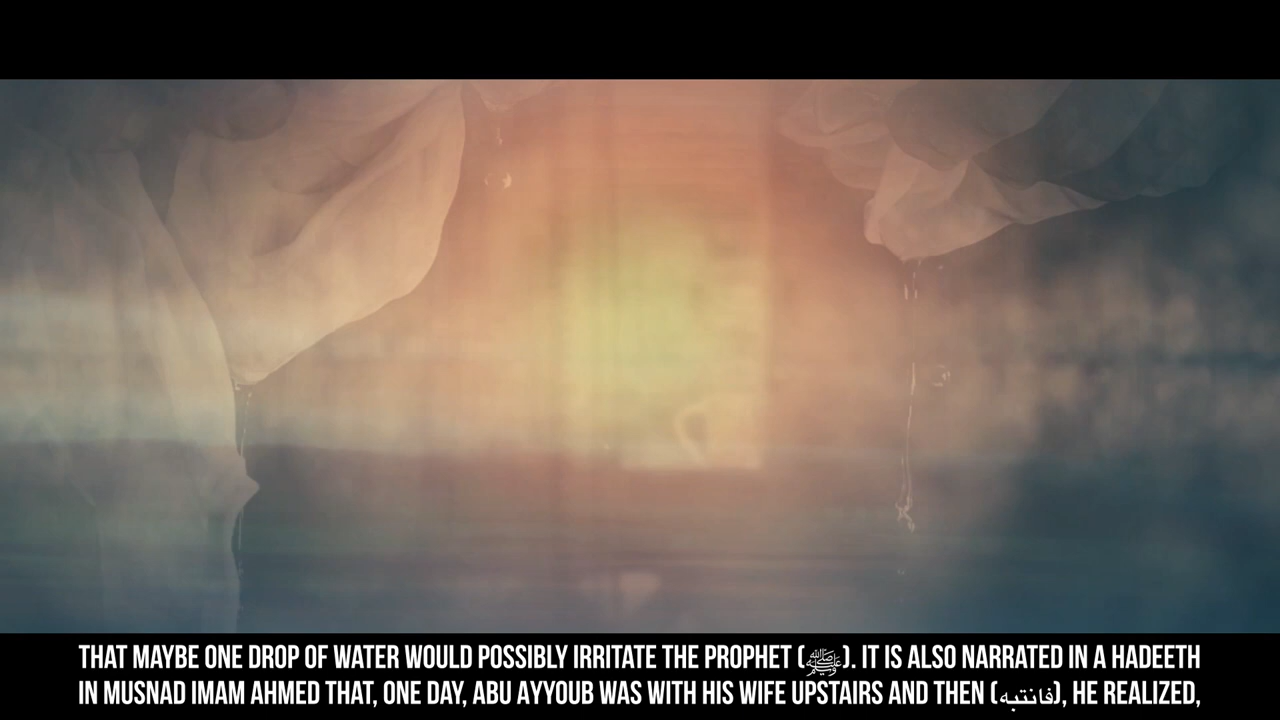 THAT MAYBE ONE DROP OF WATER WOULD POSSIBLY IRRITATE THE PROPHET (ﷺ). IT IS ALSO NARRATED IN A HADEETH
IN MUSNAD IMAM AHMED THAT, ONE DAY, ABU AYYOUB WAS WITH HIS WIFE UPSTAIRS AND THEN (فانتبه), HE REALIZED,